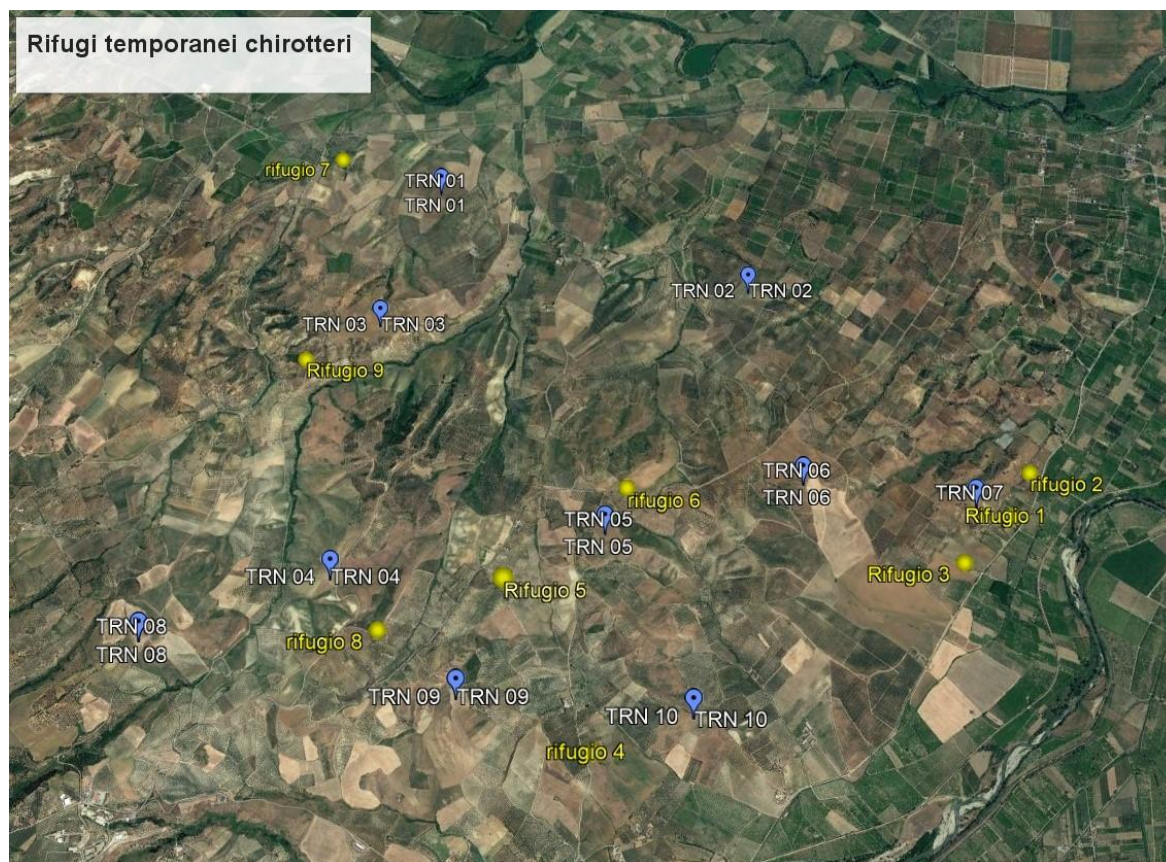 Rifugi temporanei chirotteri
rifugio 7
TRN 01
TRN 01
TRN 02 TRN 02
TRN 03 TRN 03
Rifugio 9
TRN 06
TRN 06
rifugio 2
TRN 07
rifugio 6
Rifugio 1
TRN 05
TRN 05
TRN 04 TRN 04
Rifugio 3
Rifugio 5
TRN 08
TRN 08
rifugio 8
TRN 09 TRN 09
TRN 10 TRN 10
rifugio 4